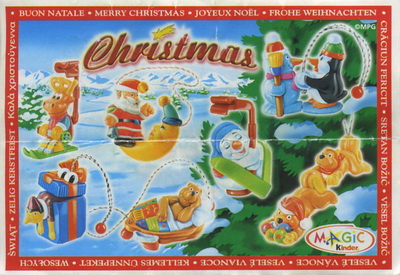 BUON NATALE • MERRY CHRISTMAS • JOYEUX NOËL • FROHE WEIHNACHTEN
CRĂCIUN FERICIT • SRETAN BOŽIĆ • VESEL BOŽIČ
WESOŁYCH • KELLEMES ÜNNEPEKET • VESELÉ VIANOCE • VESELÉ VÁNOCE
ŚWIĄT • ZELIG KERSTFEEST • Καλά χριστούγεννα
©MPG
Christmas
MAGIC
Kinder